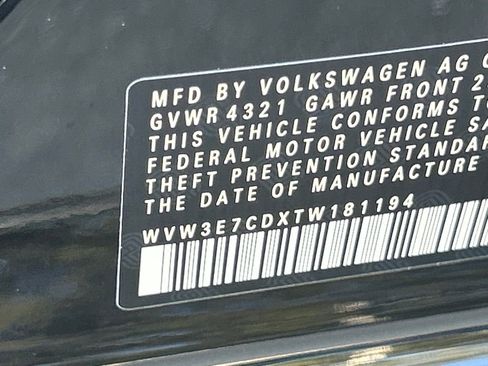 MFD BY VOLKSWAGEN AG
GVWR 4321 GAWR FRONT
THIS VEHICLE CONFORMS
FEDERAL MOTOR VEHICLE
THEFT PREVENTION
THE DATE OF MANUFACTURE
WVW3E7CDXTW181194